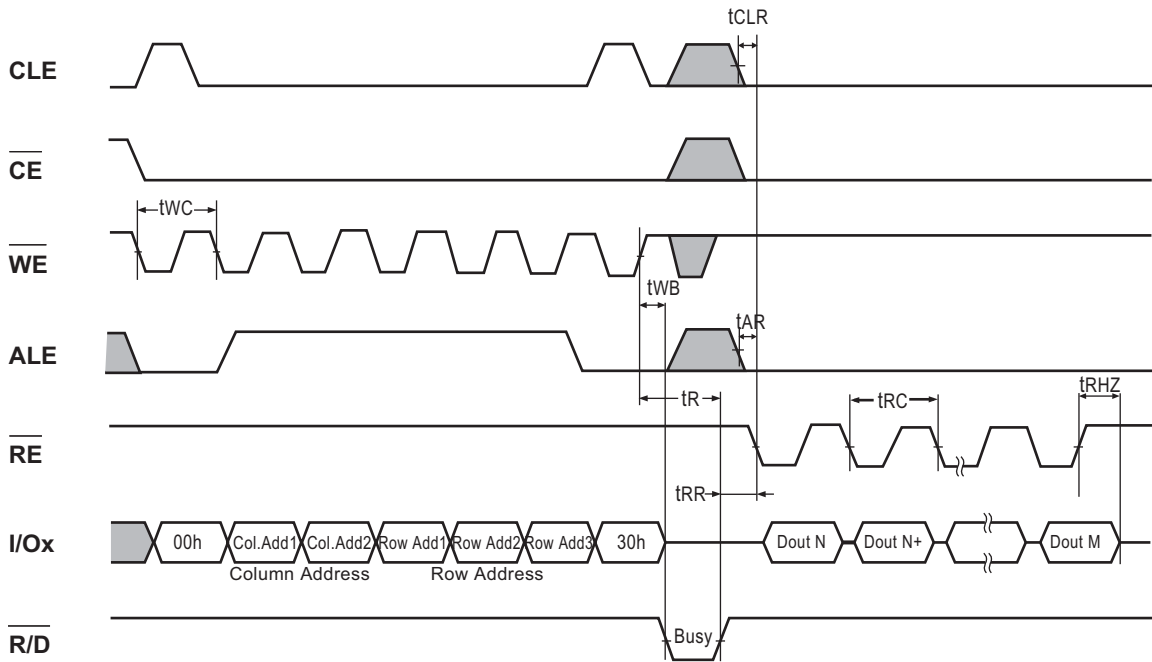 tCLR
CLE
CE
tWC
WE
tWB
tAR
ALE
tR
tRC
tRHZ
RE
tRR
I/Ox
00h
Col.Add1
Col.Add2
Row Add1
Row Add2
Row Add3
30h
Dout N
Dout N+
Dout M
Column Address
Row Address
R/D
Busy